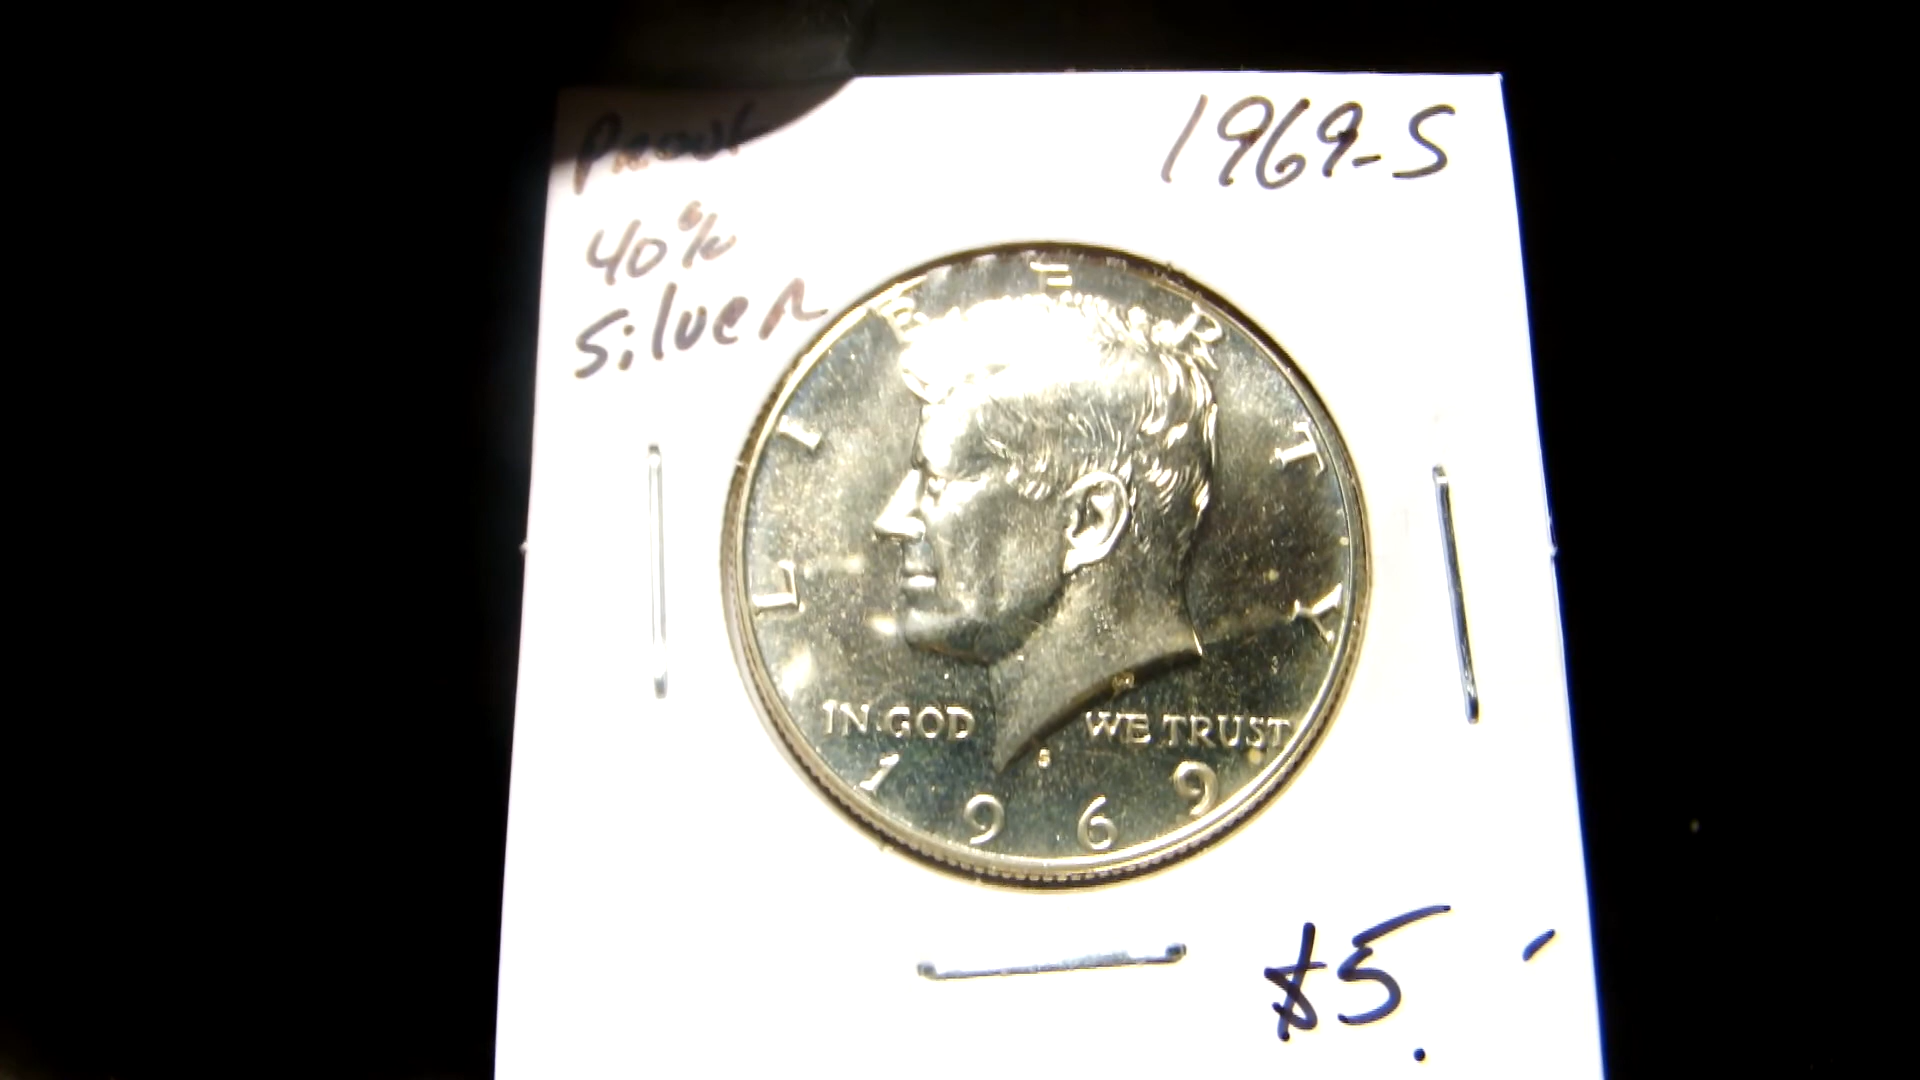 Proof
1969-S
40%
Silver
LIBERTY
IN GOD WE TRUST
S
1969
$5.